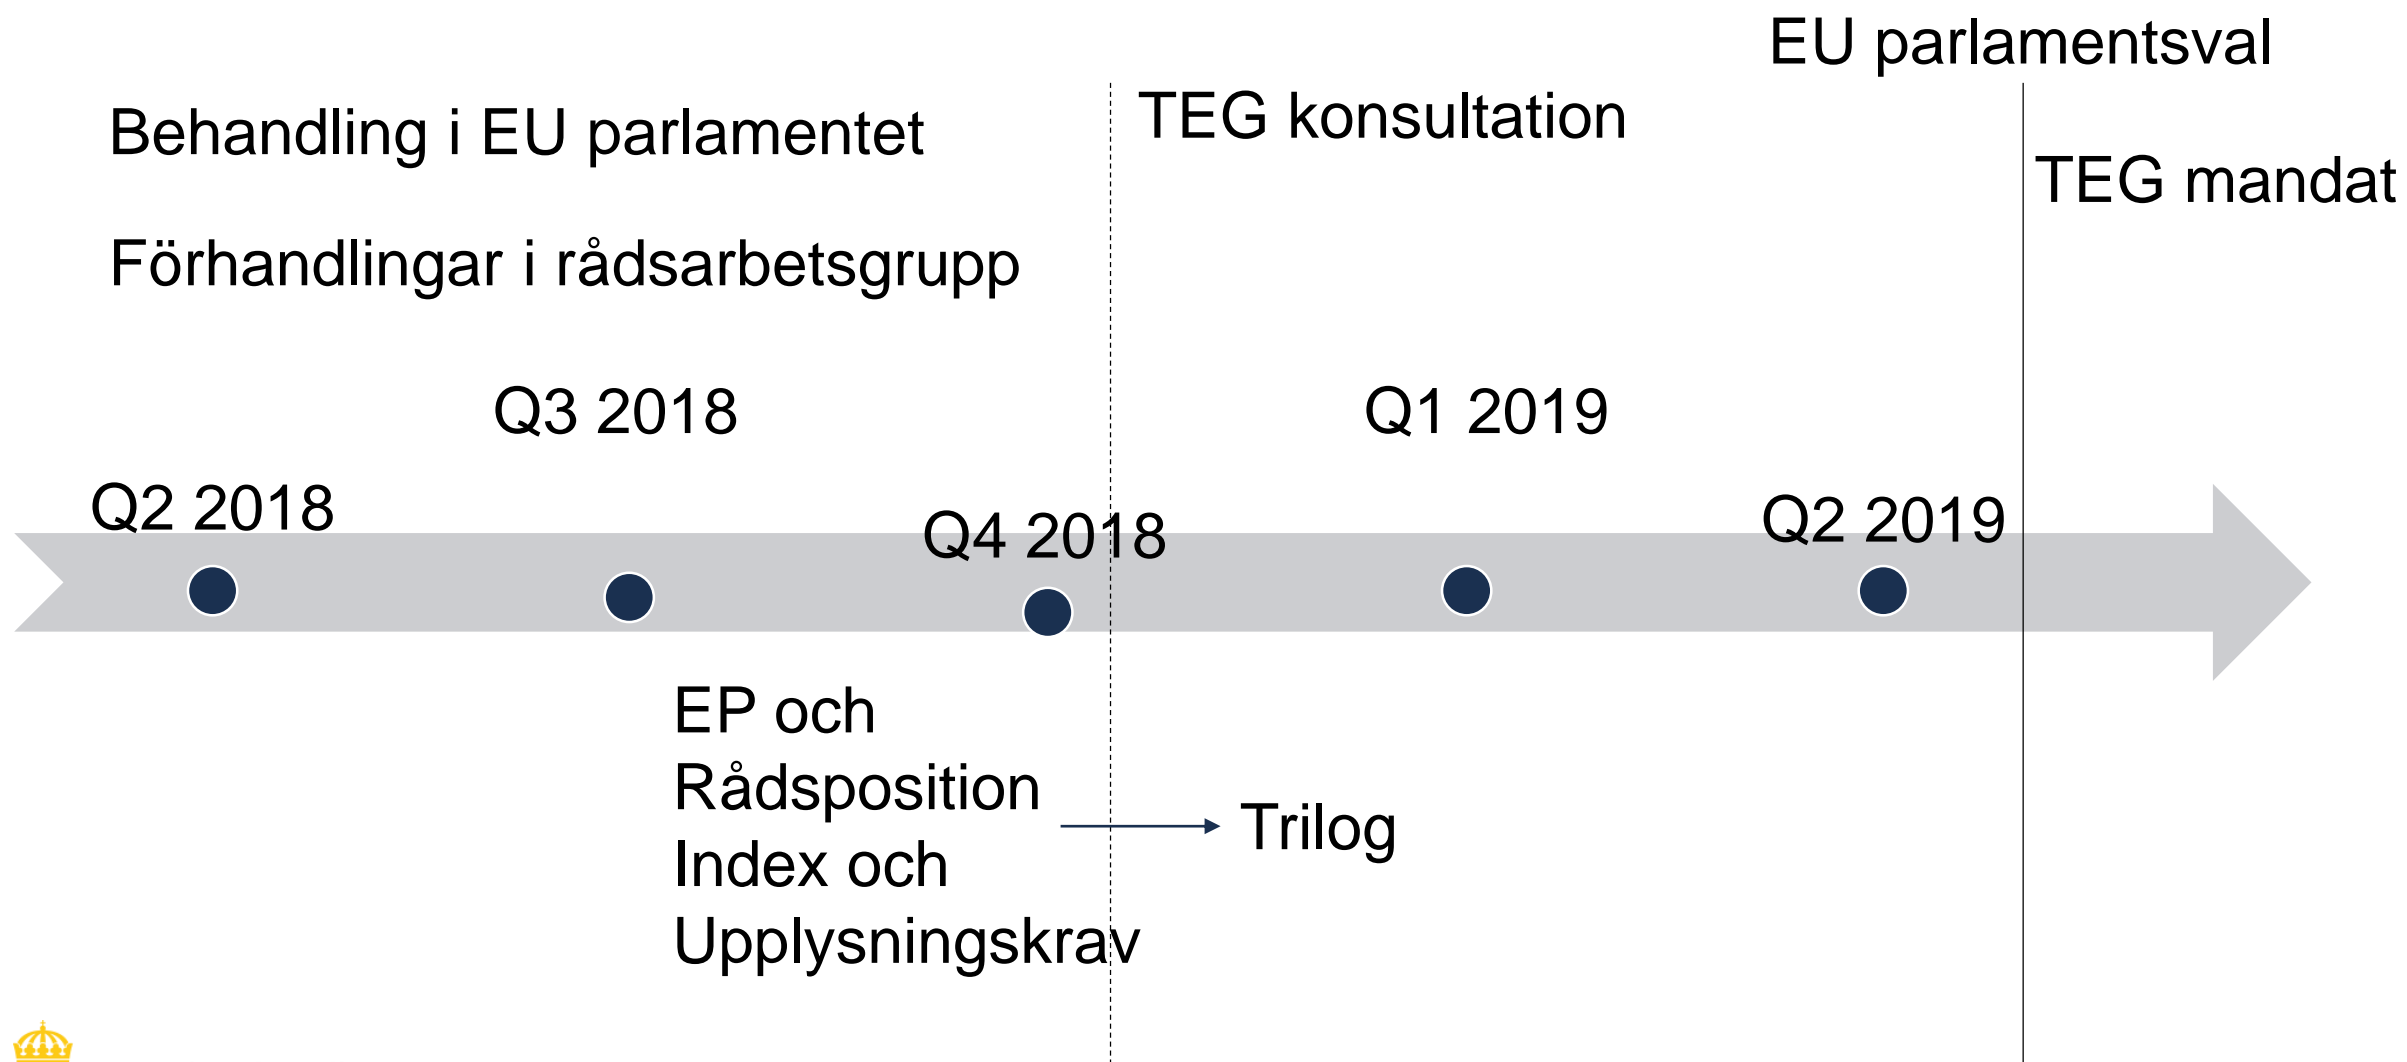 EU parlamentsval
Behandling i EU parlamentet
TEG konsultation
TEG mandat
Förhandlingar i rådsarbetsgrupp
Q3 2018
Q1 2019
Q2 2018
Q4 2018
Q2 2019
EP och
Rådsposition
Index och
Upplysningskrav
Trilog